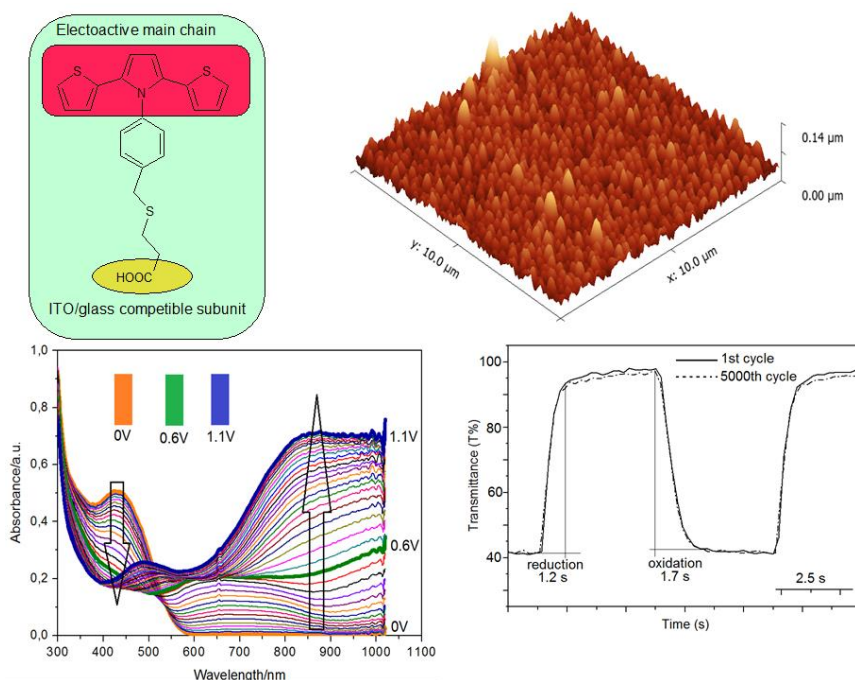 Electoactive main chain
S
S
N
S
HOOC
ITO/glass competible subunit
0.14 µm
0.00 µm
y: 10.0 µm
x: 10.0 µm
1,0
0,8
0,6
0,4
0,2
0,0
Absorbance/a.u.
0V 0.6V 1.1V
1.1V
0.6V
0V
300 400 500 600 700 800 900 1000 1100
Wavelength/nm
100
80
60
40
Transmittance (T%)
1st cycle
5000th cycle
reduction
1.2 s
oxidation
1.7 s
2.5 s
Time (s)